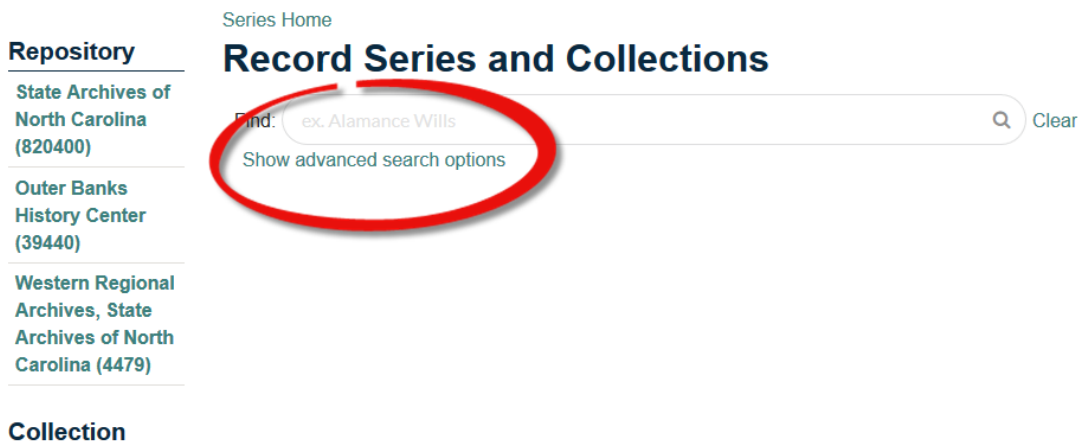 Series Home
Record Series and Collections
Find: ex. Alamance Wills
Clear
Show advanced search options
Repository
State Archives of
North Carolina
(820400)
Outer Banks
History Center
(39440)
Western Regional
Archives, State
Archives of North
Carolina (4479)
Collection